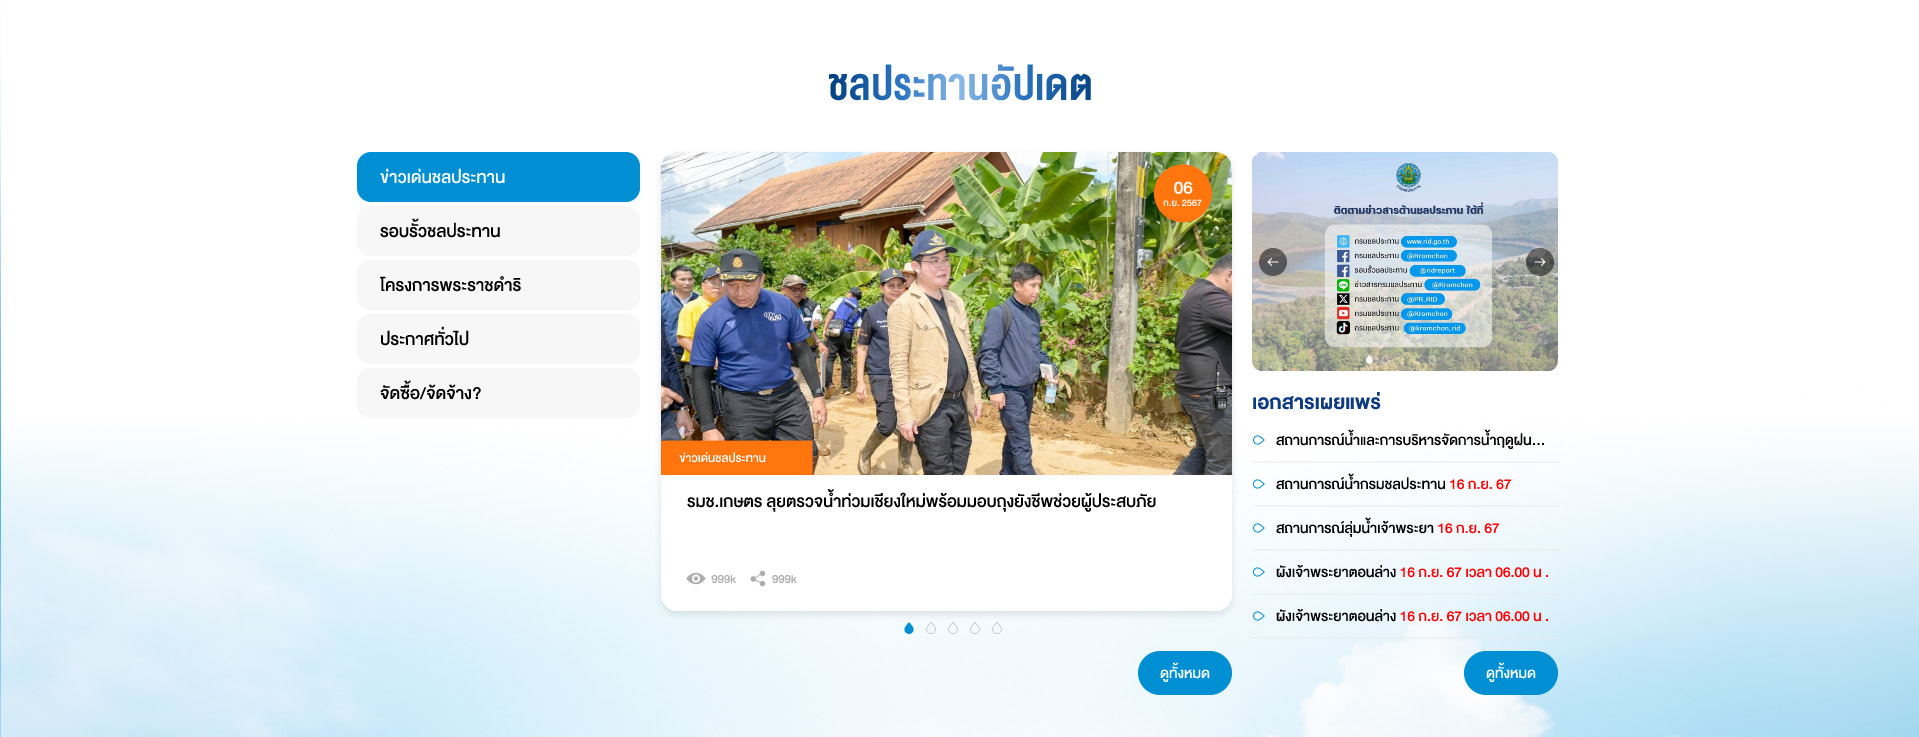 ชลประทานอัปเดต
ข่าวเด่นชลประทาน
รอบรั้วชลประทาน
โครงการพระราชดำริ
ประกาศทั่วไป
จัดซื้อ/จัดจ้าง?
06
ก.ย. 2567
ข่าวเด่นชลประทาน
รมช.เกษตร ลุยตรวจน้ำท่วมเชียงใหม่พร้อมมอบถุงยังชีพช่วยผู้ประสบภัย
999k 999k
ดูทั้งหมด
ติดตามข่าวสารด้านชลประทาน ได้ที่
กรมชลประทาน www.rid.go.th
กรมชลประทาน @Kromchon
รอบรั้วชลประทาน @ridreport
ข่าวสารกรมชลประทาน @Kromchon
กรมชลประทาน @PR_RID
กรมชลประทาน @Kromchon
กรมชลประทาน @kromchon_rid
เอกสารเผยแพร่
สถานการณ์น้ำและการบริหารจัดการน้ำฤดูฝน...
สถานการณ์น้ำกรมชลประทาน 16 ก.ย. 67
สถานการณ์ลุ่มน้ำเจ้าพระยา 16 ก.ย. 67
ผังเจ้าพระยาตอนล่าง 16 ก.ย. 67 เวลา 06.00 น .
ผังเจ้าพระยาตอนล่าง 16 ก.ย. 67 เวลา 06.00 น .
ดูทั้งหมด